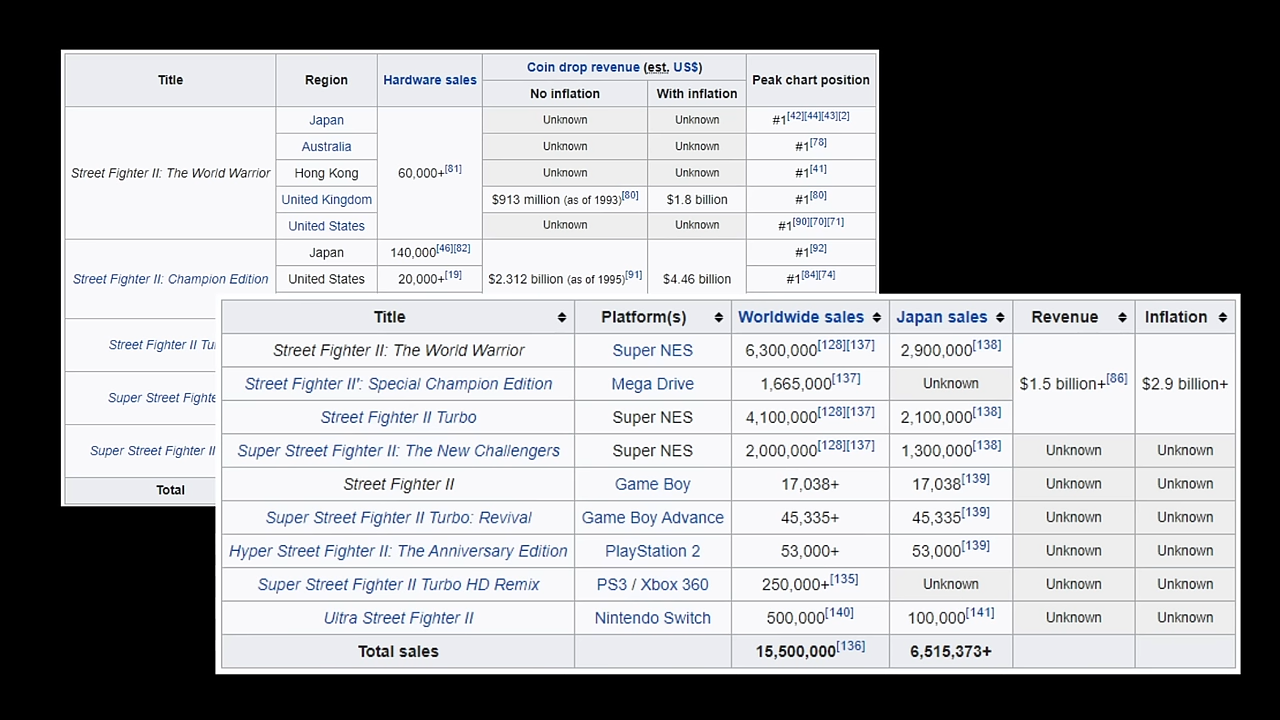 Title Region Hardware sales Coin drop revenue (est. US$) Peak chart position
No inflation With inflation
Japan Unknown Unknown #1[42][44][43][2]
Australia Unknown Unknown #1[78]
Street Fighter II: The World Warrior Hong Kong 60,000+[81] Unknown Unknown #1[41]
United Kingdom $913 million (as of 1993)[80] $1.8 billion #1[80]
United States Unknown Unknown #1[90][70][71]
Japan 140,000[46][82] #1[92]
Street Fighter II: Champion Edition United States 20,000+[19] $2.312 billion (as of 1995)[91] $4.46 billion #1[84][74]
Street Fighter II Tu
Super Street Fighte
Super Street Fighter II
Total
Title Platform(s) Worldwide sales Japan sales Revenue Inflation
Street Fighter II: The World Warrior Super NES 6,300,000[128][137] 2,900,000[138]
Street Fighter II': Special Champion Edition Mega Drive 1,665,000[137] Unknown $1.5 billion+[86] $2.9 billion+
Street Fighter II Turbo Super NES 4,100,000[128][137] 2,100,000[138]
Super Street Fighter II: The New Challengers Super NES 2,000,000[128][137] 1,300,000[138] Unknown Unknown
Street Fighter II Game Boy 17,038+ 17,038[139] Unknown Unknown
Super Street Fighter II Turbo: Revival Game Boy Advance 45,335+ 45,335[139] Unknown Unknown
Hyper Street Fighter II: The Anniversary Edition PlayStation 2 53,000+ 53,000[139] Unknown Unknown
Super Street Fighter II Turbo HD Remix PS3 / Xbox 360 250,000+[135] Unknown Unknown Unknown
Ultra Street Fighter II Nintendo Switch 500,000[140] 100,000[141] Unknown Unknown
Total sales 15,500,000[136] 6,515,373+